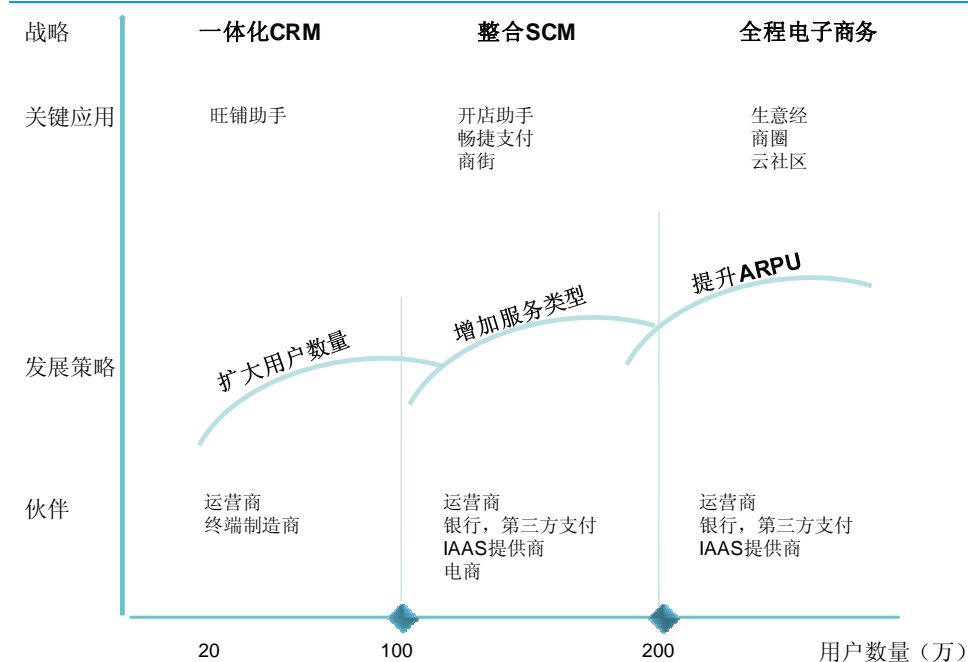 战略
一体化CRM
整合SCM
全程电子商务
关键应用
旺铺助手
开店助手
畅捷支付
商街
生意经
商圈
云社区
发展策略
扩大用户数量
增加服务类型
提升ARPU
伙伴
运营商
终端制造商
运营商
银行，第三方支付
IAAS提供商
电商
运营商
银行，第三方支付
IAAS提供商
20
100
200
用户数量（万）